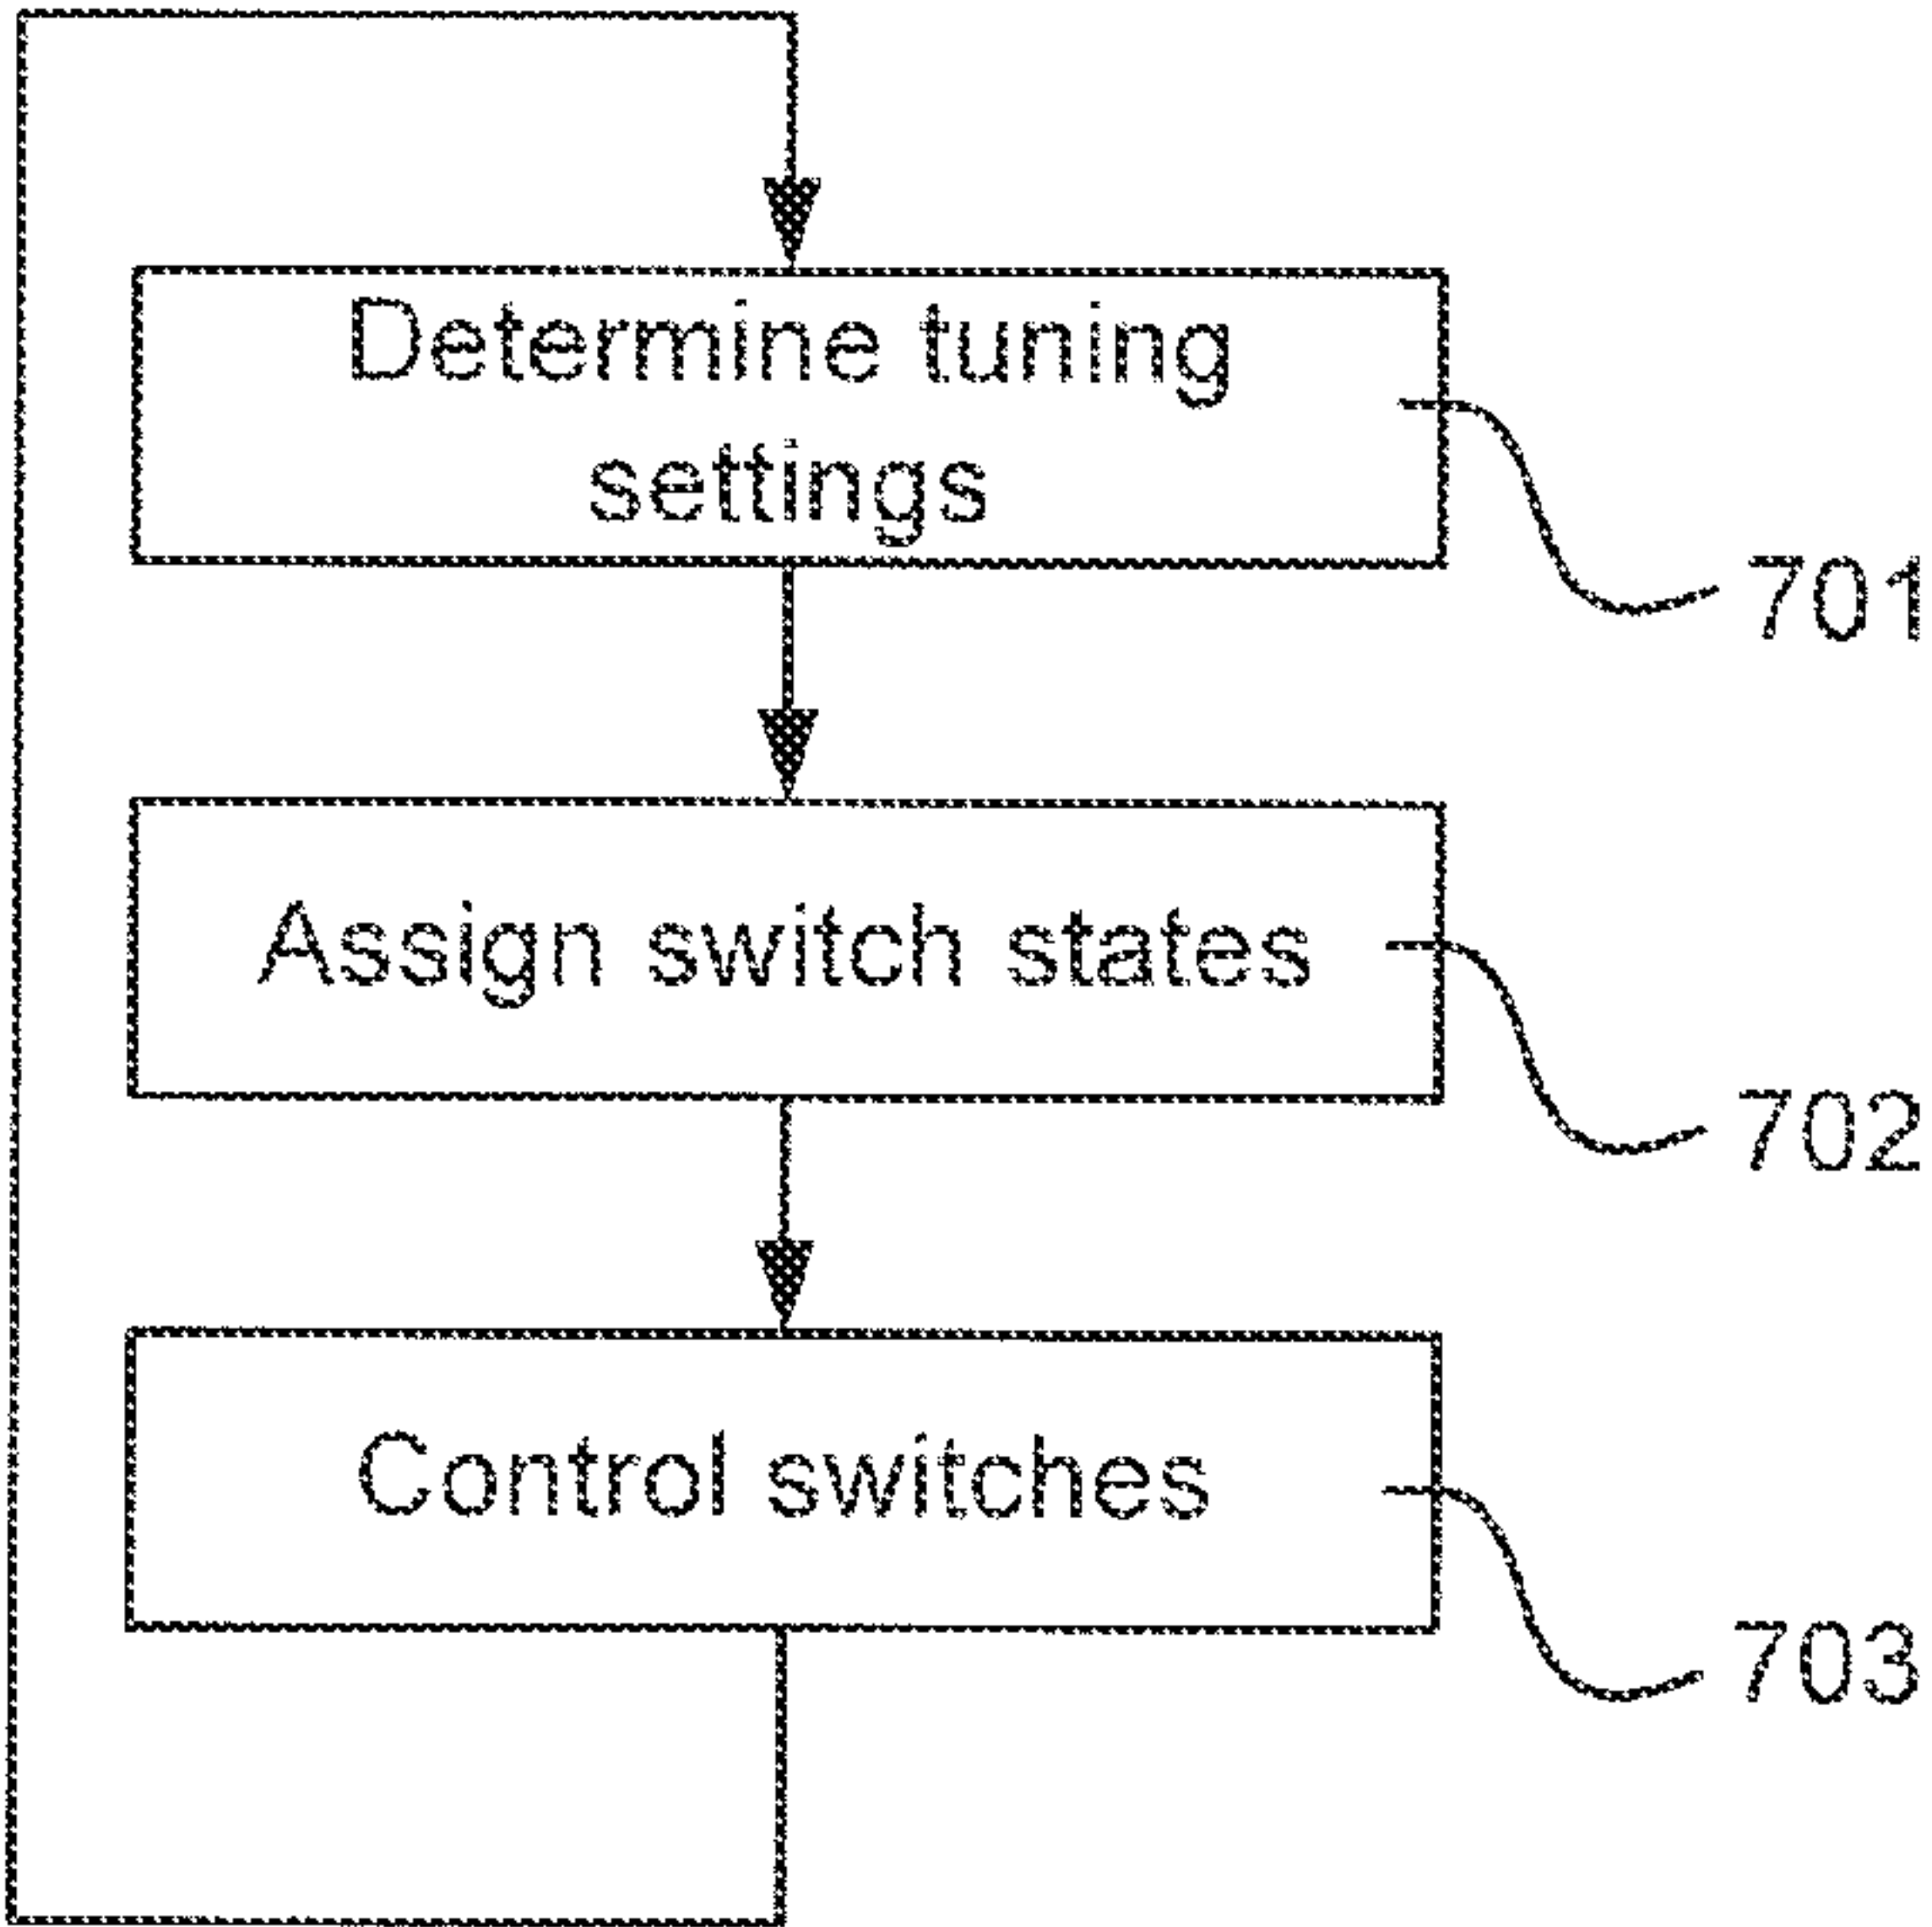 Determine tuning
settings
701
Assign switch states
702
Control switches
703